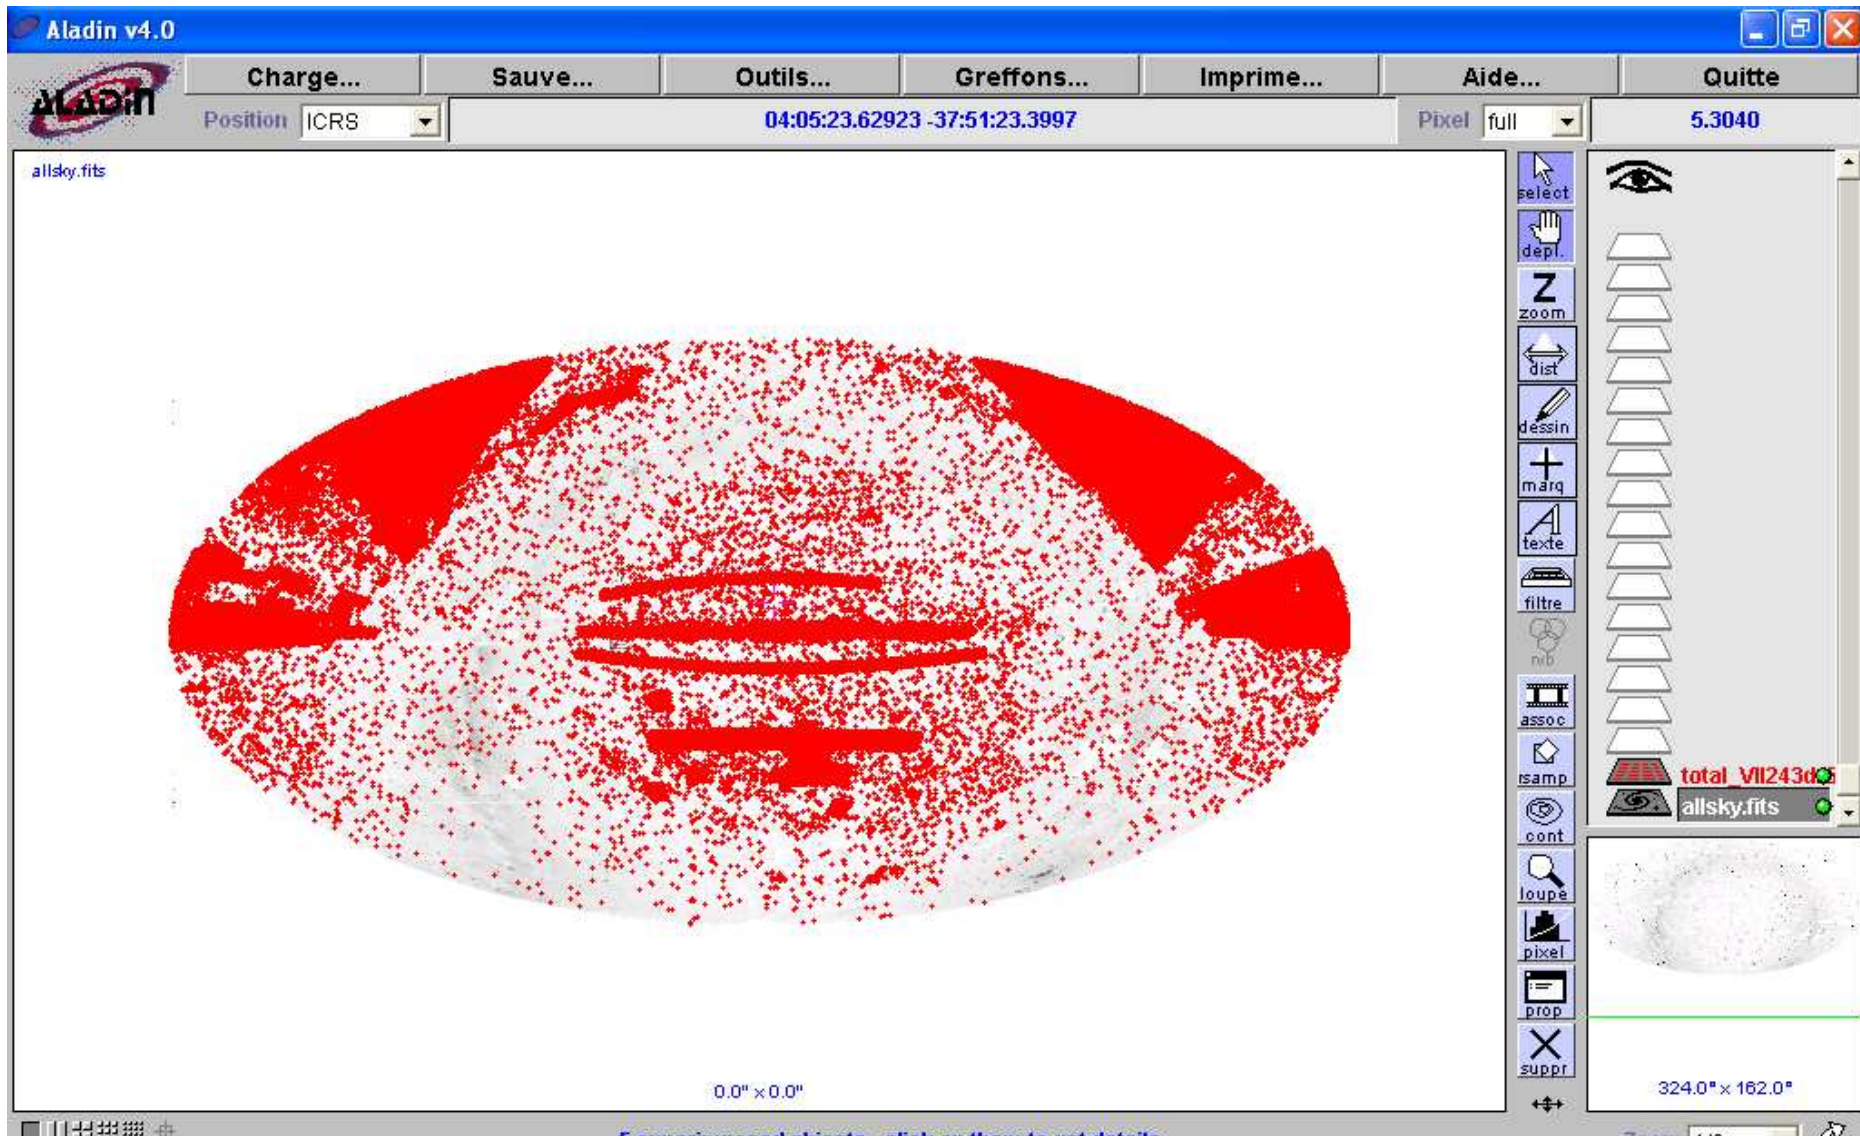 Aladin v4.0
ALADiN
Charge...
Sauve...
Outils...
Greffons...
Imprime...
Aide...
Quitte
Position ICRS
04:05:23.62923 -37:51:23.3997
Pixel full
5.3040
allsky.fits
select
depl.
Z
zoom
dist
dessin
marq
A
texte
filtre
assoc
rsamp
cont
loupe
pixel
prop
suppr
allsky.fits
0.0" x 0.0"
324.0° x 162.0°